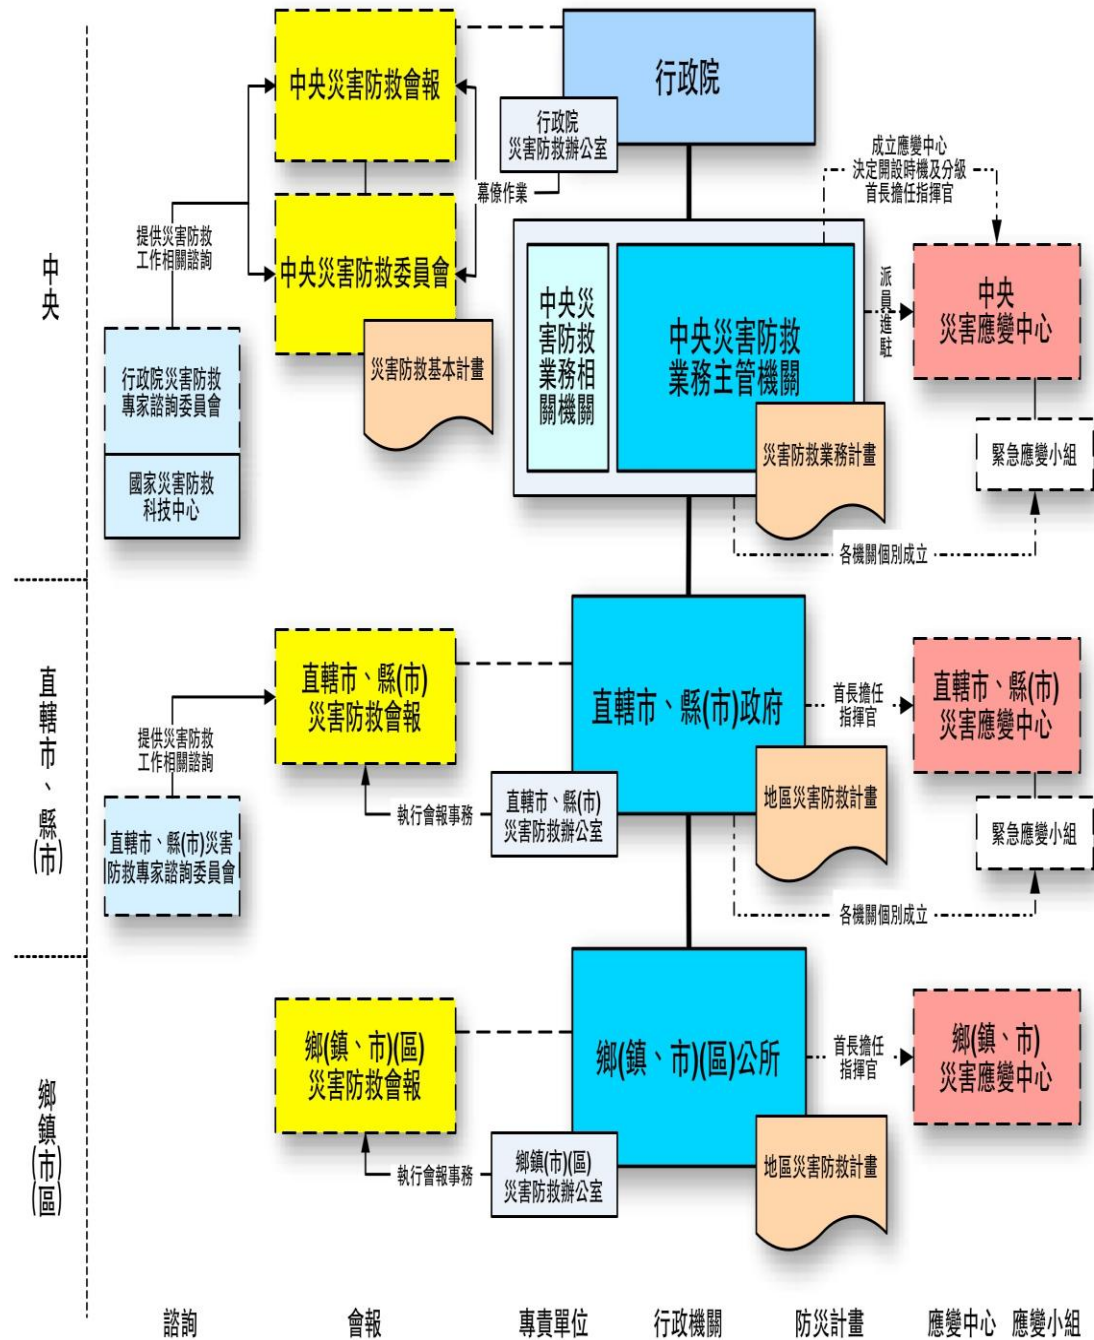 中央災害防救會報
行政院
行政院
災害防救辦公室
幕僚作業
成立應變中心
決定開設時機及分級
首長擔任指揮官
提供災害防救
工作相關諮詢
中央災害防救委員會
災害防救基本計畫
中央災
害防救
業務相
關機關
中央災害防救
業務主管機關
災害防救業務計畫
派員進駐
中央
災害應變中心
緊急應變小組
各機關個別成立
行政院災害防救
專家諮詢委員會
國家災害防救
科技中心
中央
直轄市、縣(市)
直轄市、縣(市)
災害防救會報
直轄市、縣(市)政府
首長擔任
指揮官
直轄市、縣(市)
災害應變中心
提供災害防救
工作相關諮詢
執行會報事務
直轄市、縣(市)
災害防救辦公室
地區災害防救計畫
緊急應變小組
直轄市、縣(市)災害
防救專家諮詢委員會
各機關個別成立
鄉鎮(市)(區)
鄉(鎮、市)(區)
災害防救會報
鄉(鎮、市)(區)公所
首長擔任
指揮官
鄉(鎮、市)
災害應變中心
執行會報事務
鄉鎮(市)(區)
災害防救辦公室
地區災害防救計畫
諮詢 會報 專責單位 行政機關 防災計畫 應變中心 應變小組